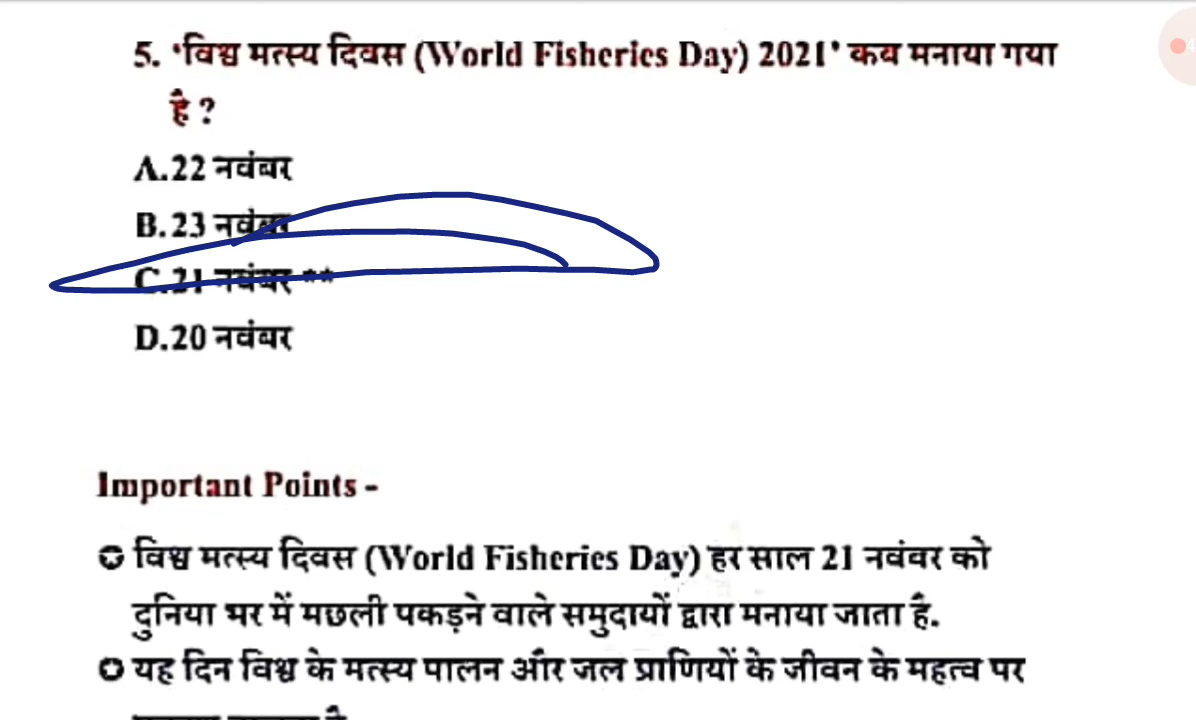 5. 'विश्व मत्स्य दिवस (World Fisheries Day) 2021' कब मनाया गया
है ?
A.22 नवंबर
B.23 नवंबर
C.21 नवंबर **
D.20 नवंबर
Important Points -
✪ विश्व मत्स्य दिवस (World Fisheries Day) हर साल 21 नवंबर को
दुनिया भर में मछली पकड़ने वाले समुदायों द्वारा मनाया जाता है.
✪ यह दिन विश्व के मत्स्य पालन और जल प्राणियों के जीवन के महत्व पर